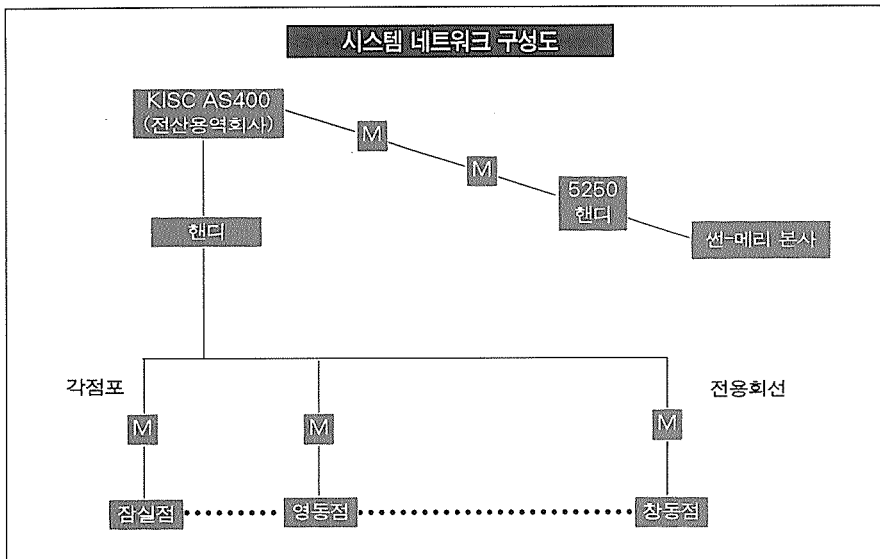 시스템 네트워크 구성도
KISC AS400
(전산용역회사)
M
M
5250
핸디
썬-메리 본사
핸디
각점포
전용회선
M
M
M
잠실점
영동점
창동점